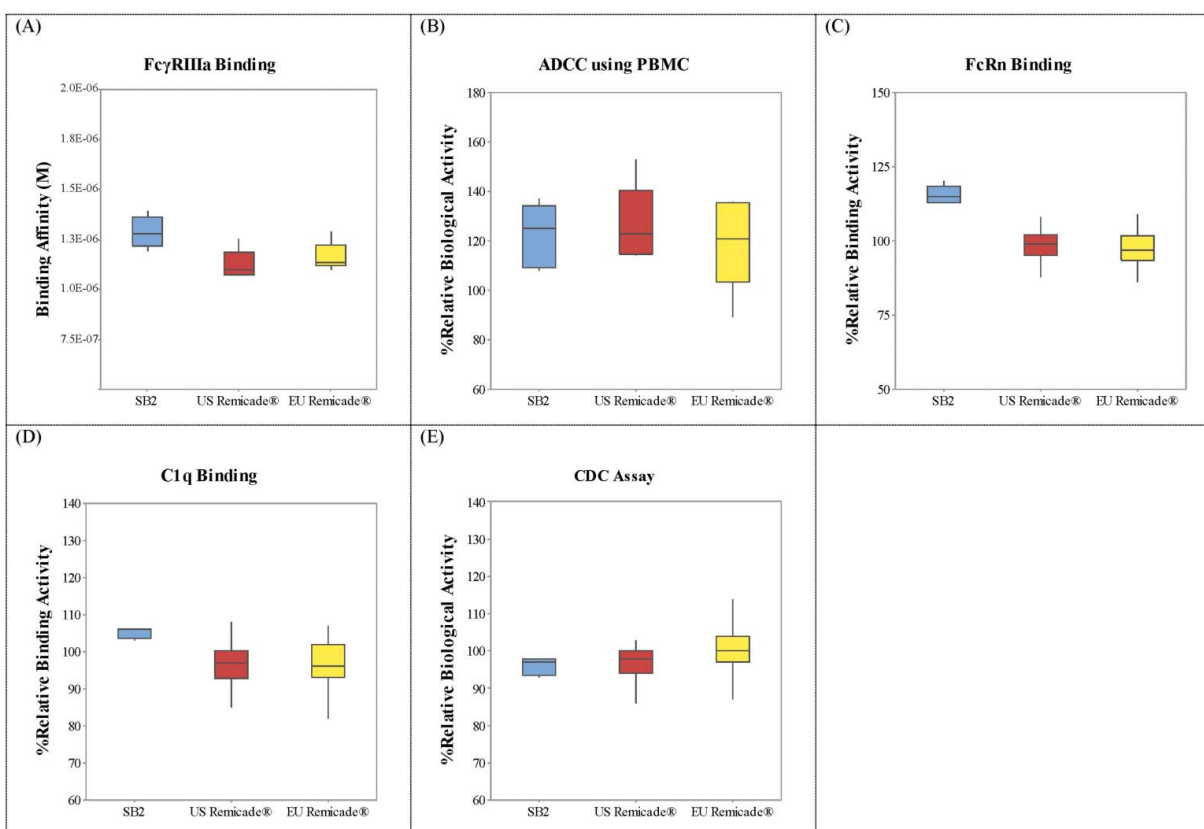 (A)
FcγRIIIa Binding
Binding Affinity (M)
2.0E-06
1.8E-06
1.5E-06
1.3E-06
1.0E-06
7.5E-07
SB2 US Remicade® EU Remicade®
(B)
ADCC using PBMC
%Relative Biological Activity
180
160
140
120
100
80
60
SB2 US Remicade® EU Remicade®
(C)
FcRn Binding
%Relative Binding Activity
150
125
100
75
50
SB2 US Remicade® EU Remicade®
(D)
C1q Binding
%Relative Binding Activity
140
130
120
110
100
90
80
70
60
SB2 US Remicade® EU Remicade®
(E)
CDC Assay
%Relative Biological Activity
140
130
120
110
100
90
80
70
60
SB2 US Remicade® EU Remicade®